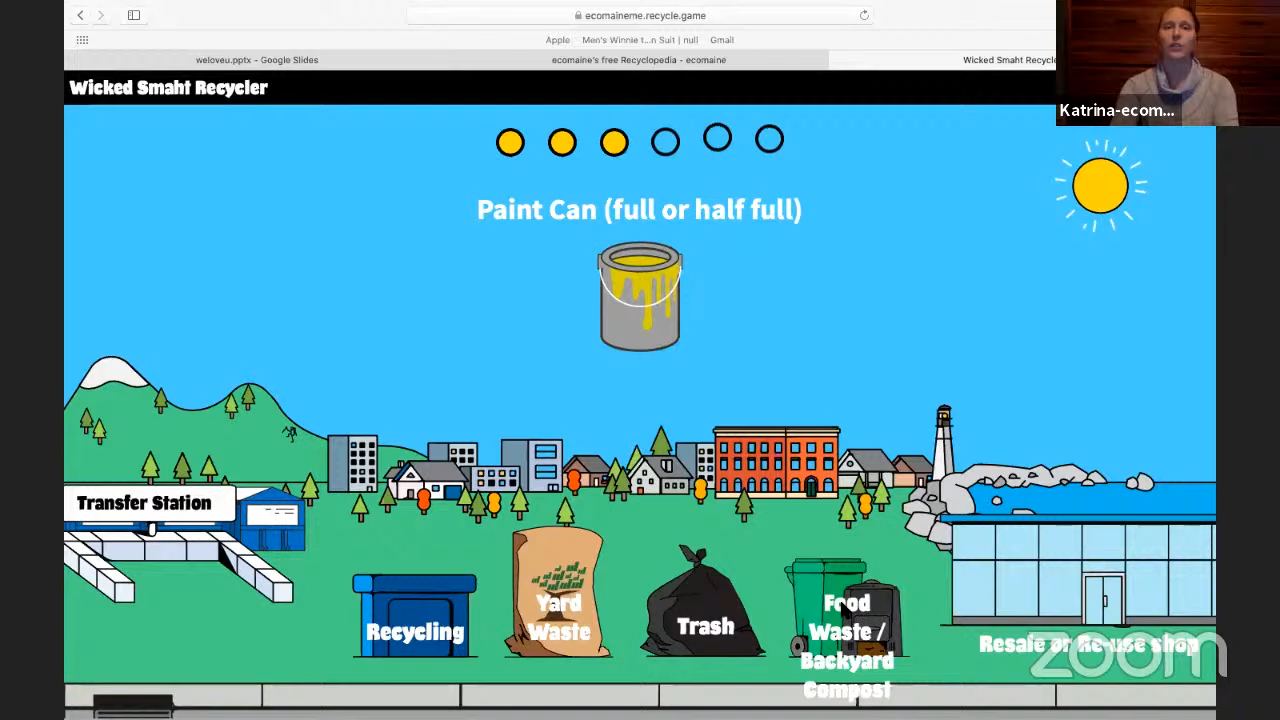 ecomaineme.recycle.game
Apple Men's Winnie t...n Suit | null Gmail
weloveu.pptx - Google Slides
ecomaine's free Recyclopedia - ecomaine
Wicked Smaht Recycle
Wicked Smaht Recycler
Katrina-ecom...
Paint Can (full or half full)
Transfer Station
Recycling
Yard
Waste
Trash
Food
Waste /
Backyard
Compost
Resale or Re-use shop
zoom